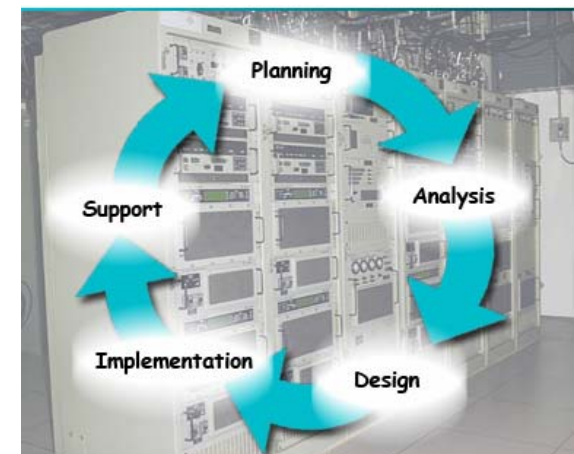 Planning
Analysis
Design
Implementation
Support